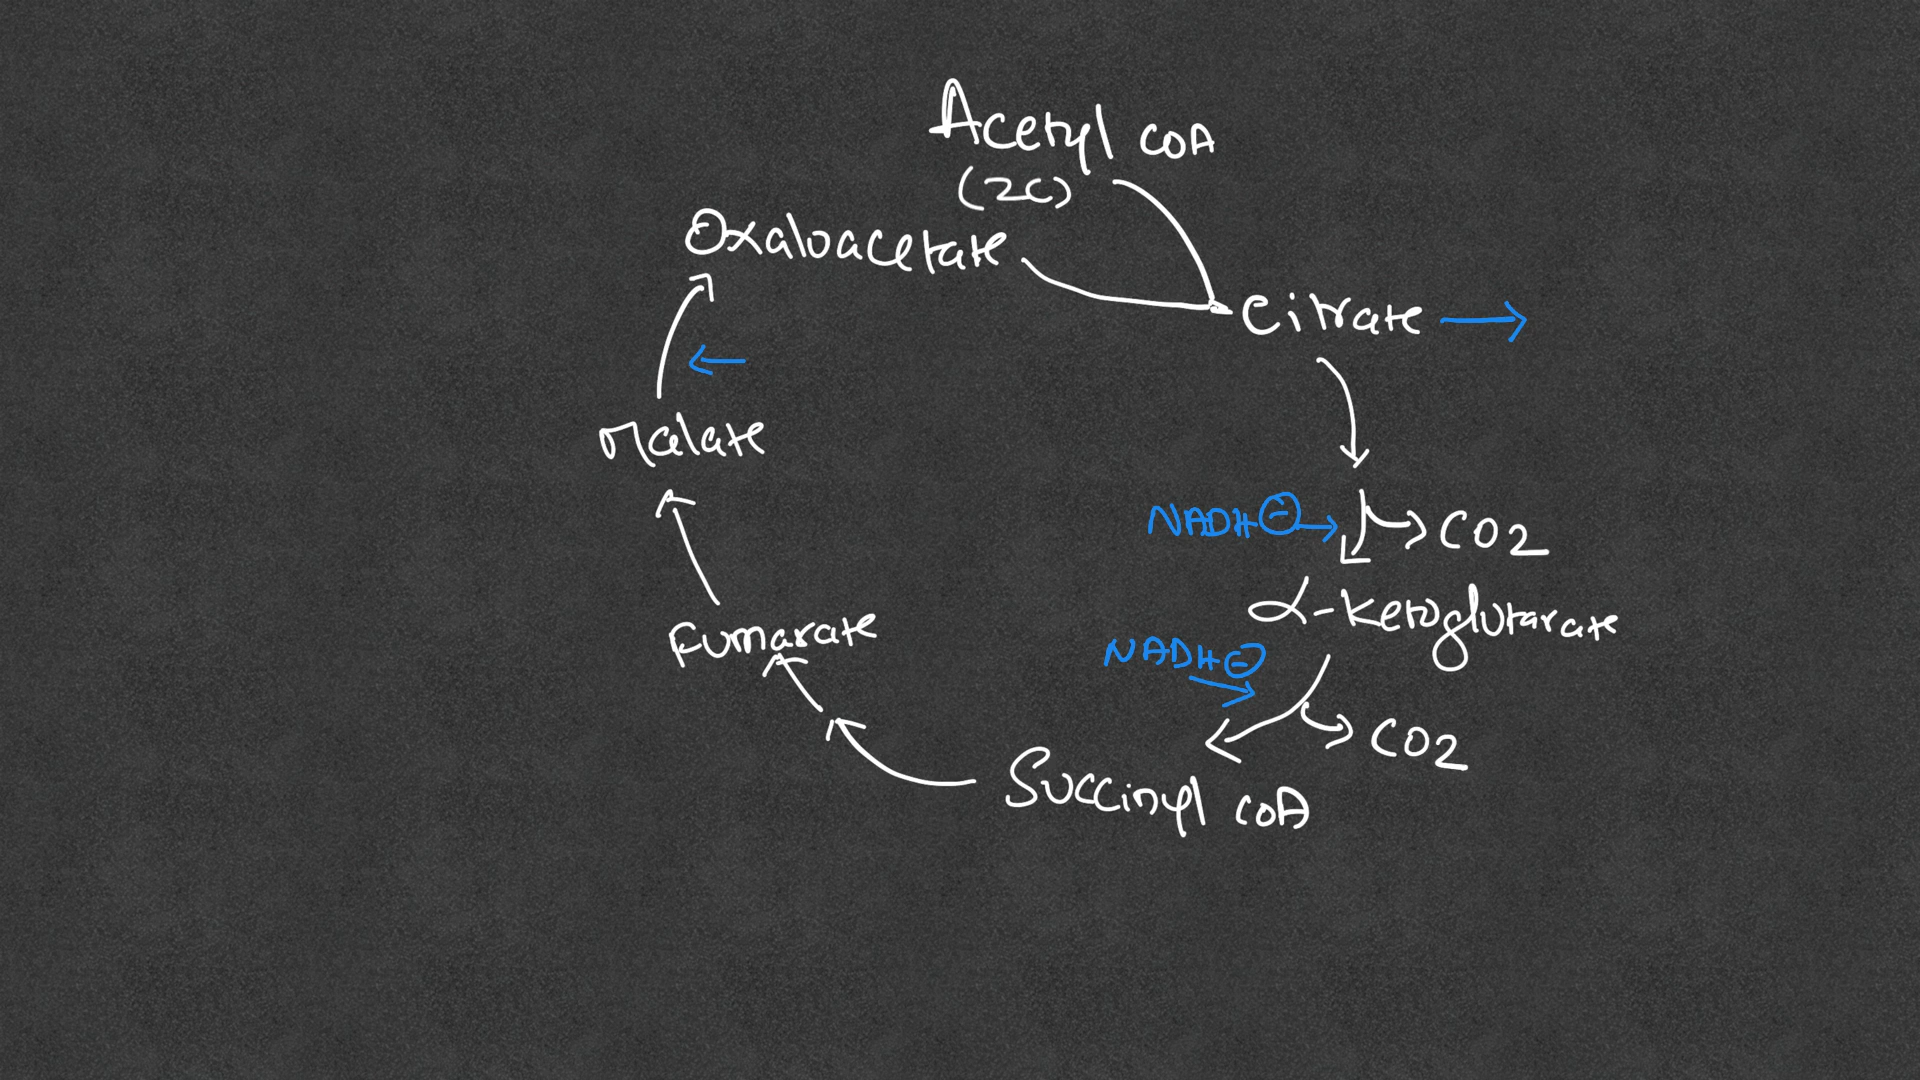 Acetyl COA
(2C)
Oxaloacetate
Citrate
Malate
NADH⊖
CO2
α-Ketoglutarate
Fumarate
NADH⊖
CO2
Succinyl COA